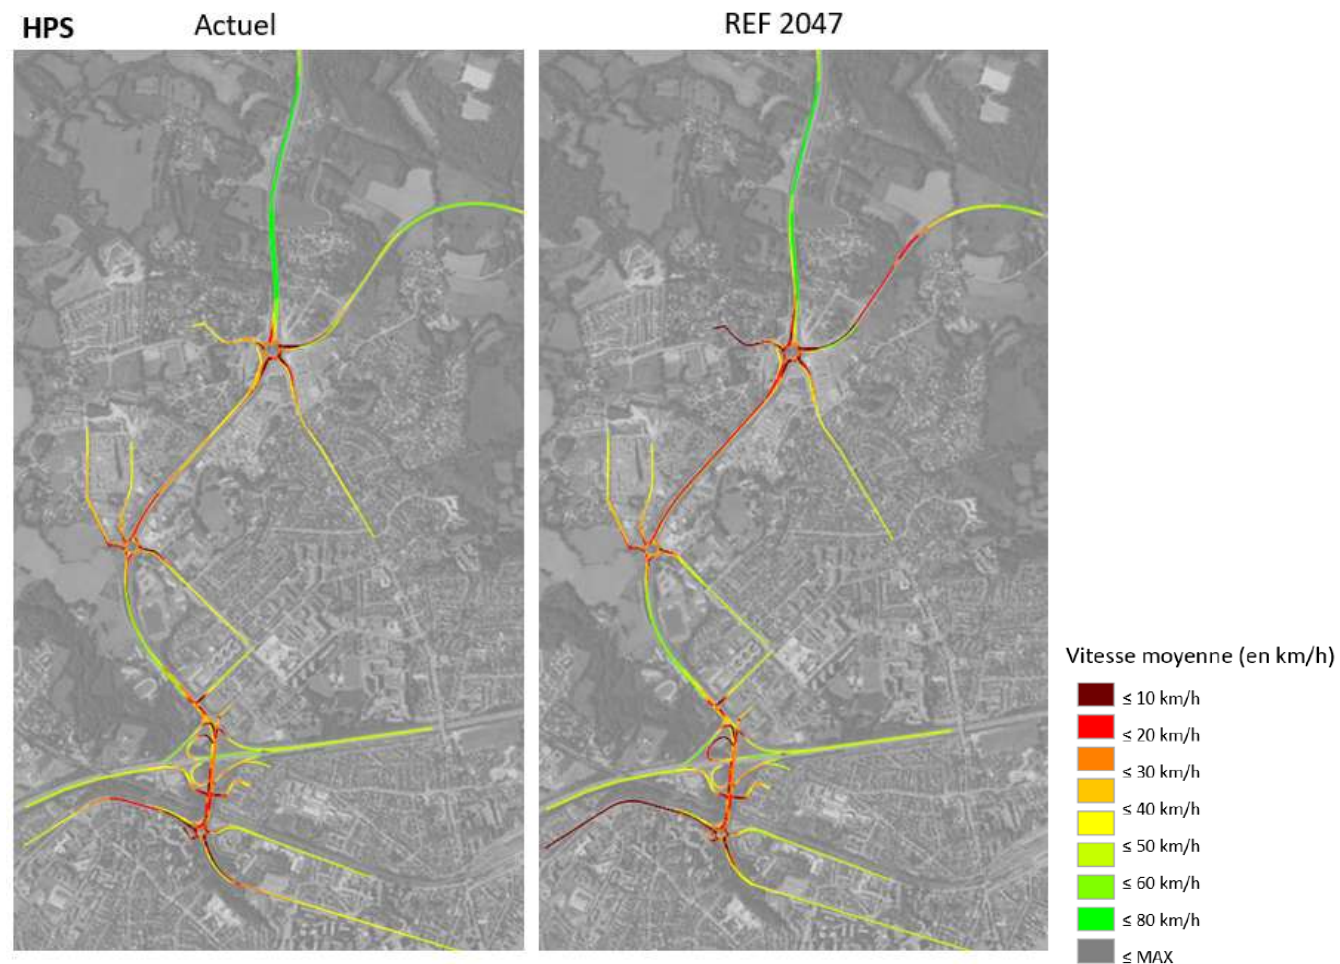 HPS
Actuel
REF 2047
Vitesse moyenne (en km/h)
≤ 10 km/h
≤ 20 km/h
≤ 30 km/h
≤ 40 km/h
≤ 50 km/h
≤ 60 km/h
≤ 80 km/h
≤ MAX